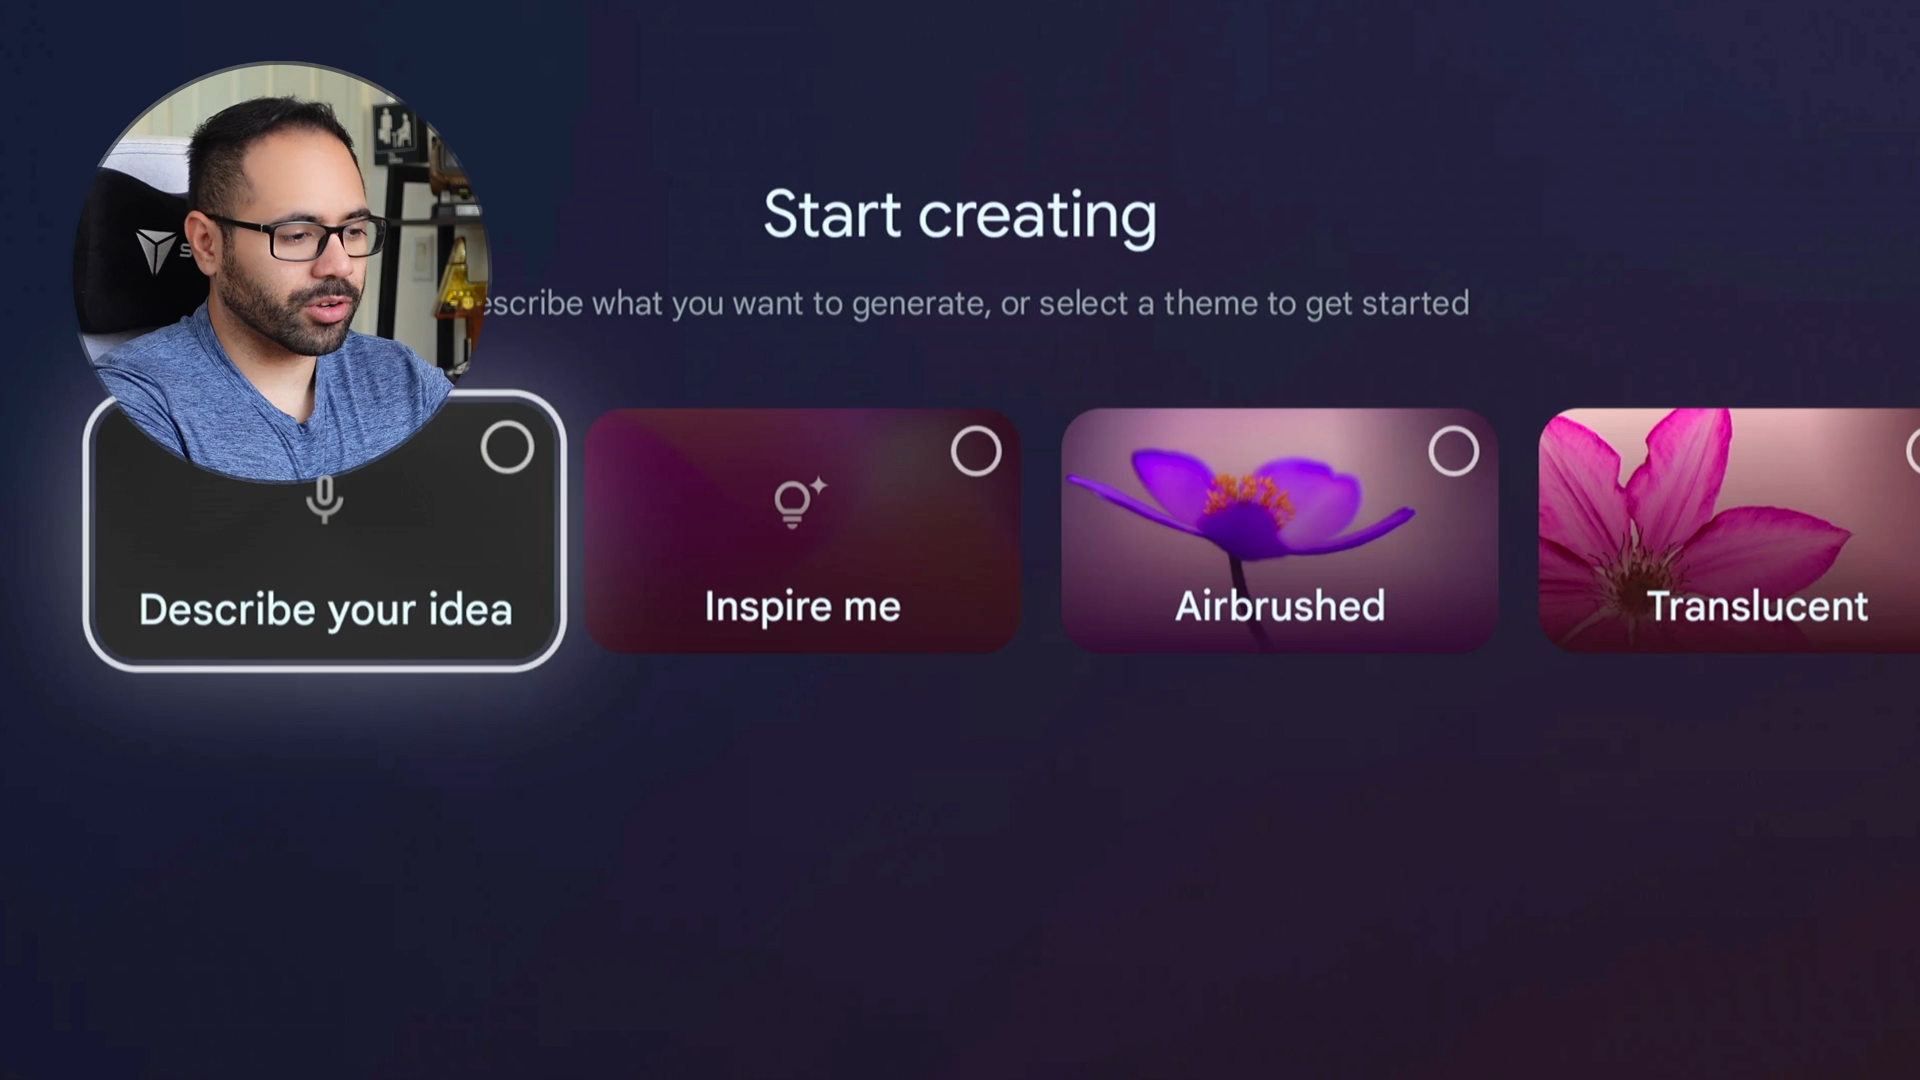 Start creating
escribe what you want to generate, or select a theme to get started
Describe your idea
Inspire me
Airbrushed
Translucent